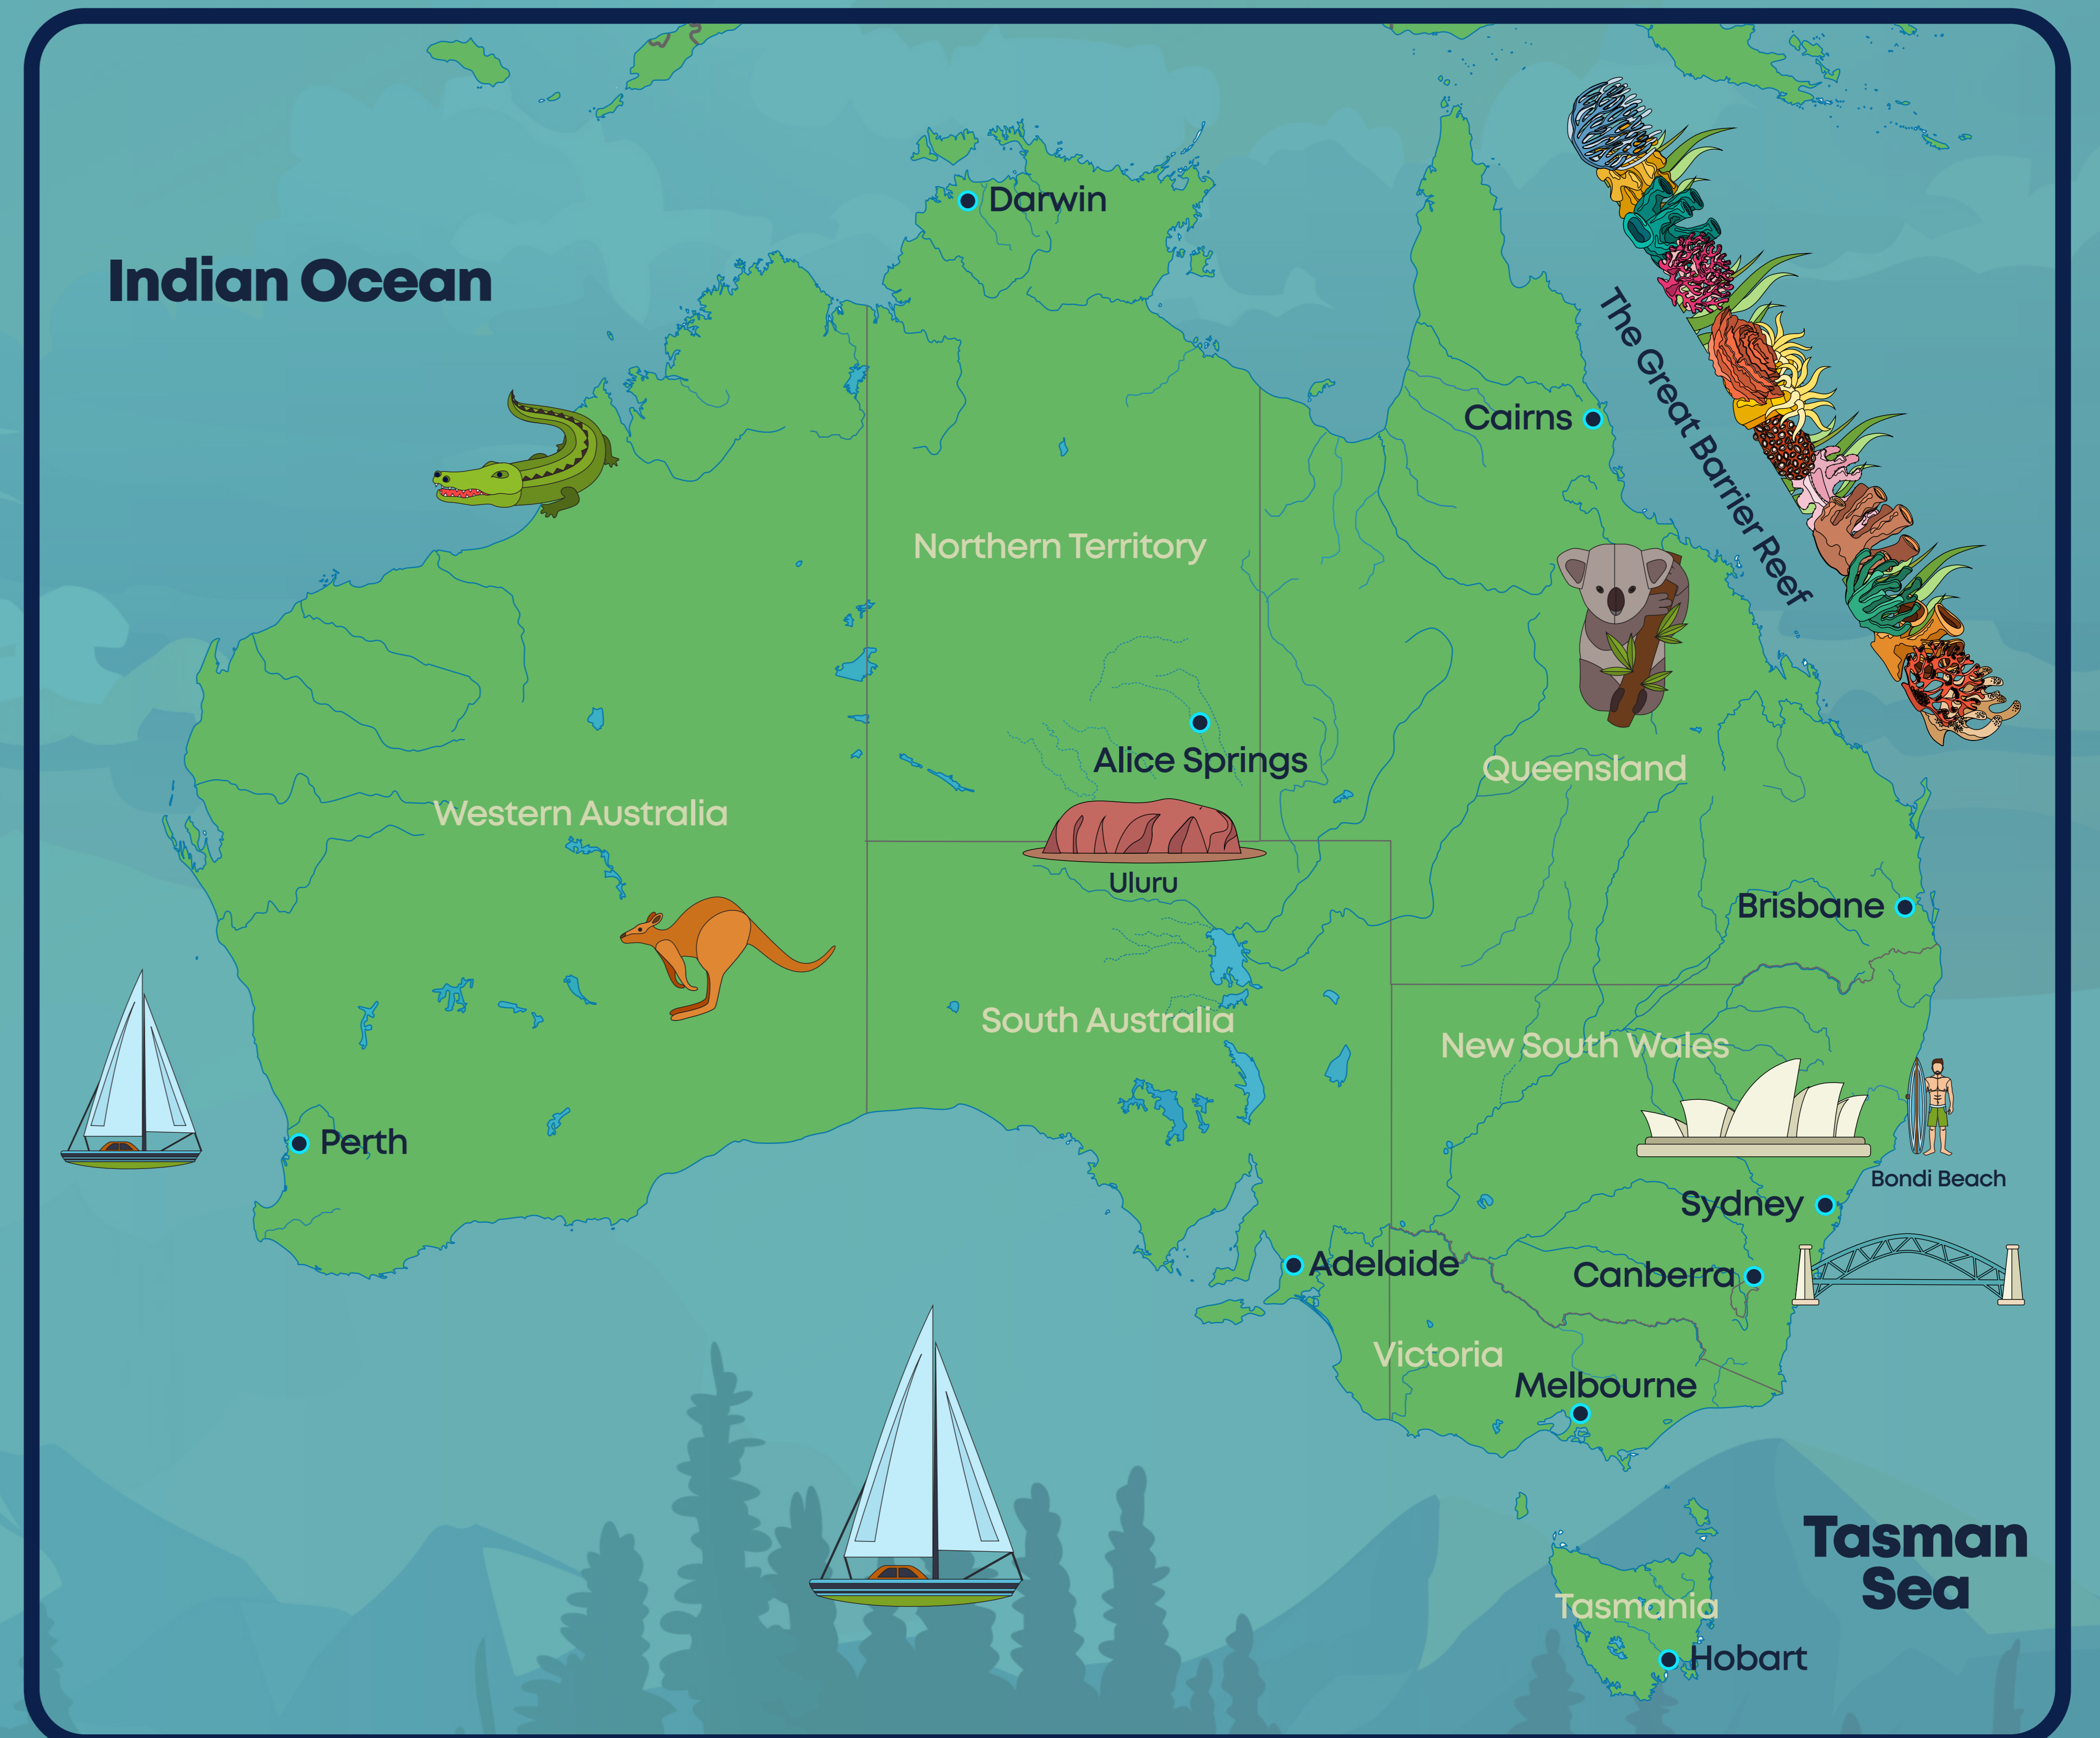 Darwin
Indian Ocean
The Great Barrier Reef
Cairns
Northern Territory
Alice Springs
Queensland
Western Australia
Uluru
Brisbane
South Australia
New South Wales
Perth
Bondi Beach
Sydney
Adelaide
Canberra
Victoria
Melbourne
Tasman
Sea
Tasmania
Hobart